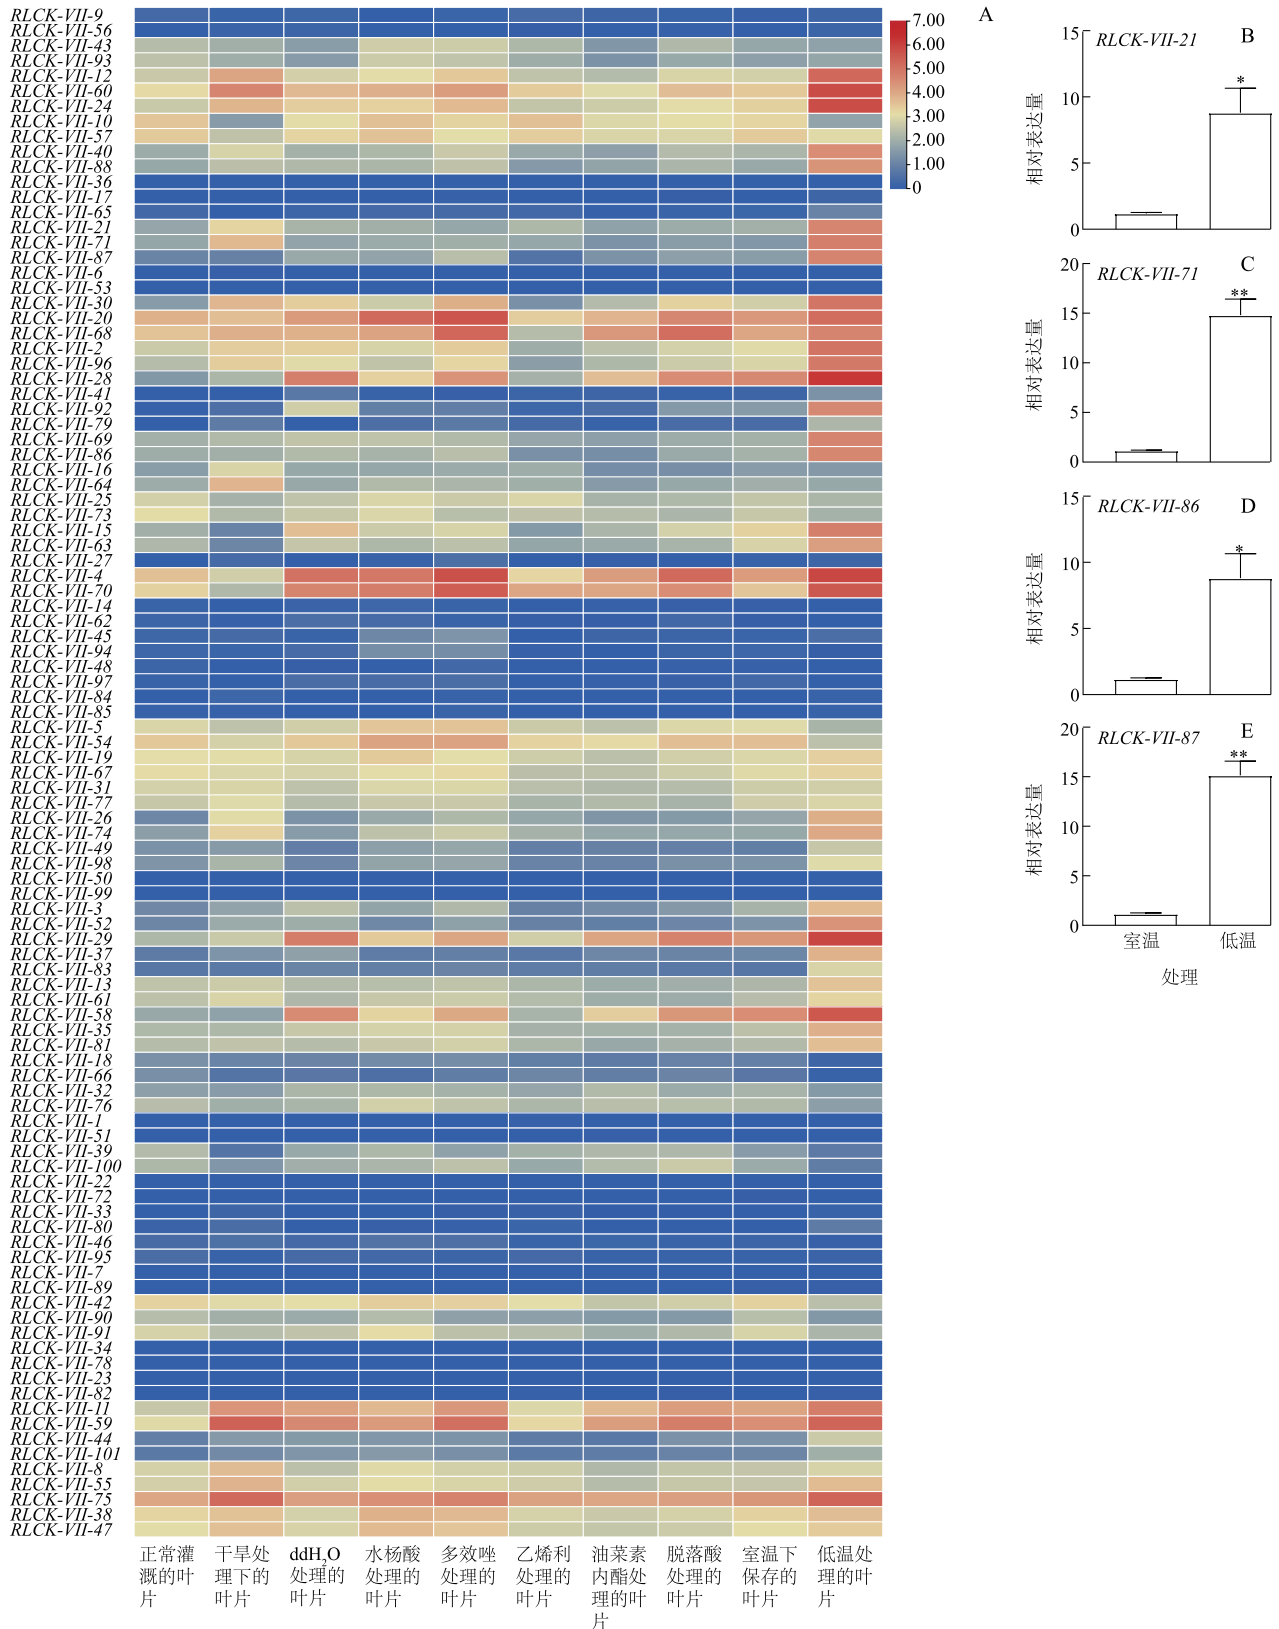 RLCK-VII-9
RLCK-VII-56
RLCK-VII-43
RLCK-VII-93
RLCK-VII-12
RLCK-VII-60
RLCK-VII-24
RLCK-VII-10
RLCK-VII-57
RLCK-VII-40
RLCK-VII-88
RLCK-VII-36
RLCK-VII-17
RLCK-VII-65
RLCK-VII-21
RLCK-VII-71
RLCK-VII-87
RLCK-VII-6
RLCK-VII-53
RLCK-VII-30
RLCK-VII-20
RLCK-VII-68
RLCK-VII-2
RLCK-VII-96
RLCK-VII-28
RLCK-VII-41
RLCK-VII-92
RLCK-VII-79
RLCK-VII-69
RLCK-VII-86
RLCK-VII-16
RLCK-VII-64
RLCK-VII-25
RLCK-VII-73
RLCK-VII-15
RLCK-VII-63
RLCK-VII-27
RLCK-VII-4
RLCK-VII-70
RLCK-VII-14
RLCK-VII-62
RLCK-VII-45
RLCK-VII-94
RLCK-VII-48
RLCK-VII-97
RLCK-VII-84
RLCK-VII-85
RLCK-VII-5
RLCK-VII-54
RLCK-VII-19
RLCK-VII-67
RLCK-VII-31
RLCK-VII-77
RLCK-VII-26
RLCK-VII-74
RLCK-VII-49
RLCK-VII-98
RLCK-VII-50
RLCK-VII-99
RLCK-VII-3
RLCK-VII-52
RLCK-VII-29
RLCK-VII-37
RLCK-VII-83
RLCK-VII-13
RLCK-VII-61
RLCK-VII-58
RLCK-VII-35
RLCK-VII-81
RLCK-VII-18
RLCK-VII-66
RLCK-VII-32
RLCK-VII-76
RLCK-VII-1
RLCK-VII-51
RLCK-VII-39
RLCK-VII-100
RLCK-VII-22
RLCK-VII-72
RLCK-VII-33
RLCK-VII-80
RLCK-VII-46
RLCK-VII-95
RLCK-VII-7
RLCK-VII-89
RLCK-VII-42
RLCK-VII-90
RLCK-VII-91
RLCK-VII-34
RLCK-VII-78
RLCK-VII-23
RLCK-VII-82
RLCK-VII-11
RLCK-VII-59
RLCK-VII-44
RLCK-VII-101
RLCK-VII-8
RLCK-VII-55
RLCK-VII-75
RLCK-VII-38
RLCK-VII-47
正常灌
溉的叶
片
干旱处
理下的
叶片
ddH₂O
处理的
叶片
水杨酸
处理的
叶片
多效唑
处理的
叶片
乙烯利
处理的
叶片
油菜素
内酯处
理的叶
片
脱落酸
处理的
叶片
室温下
保存的
叶片
低温处
理的叶
片
7.00
6.00
5.00
4.00
3.00
2.00
1.00
0
A
B
RLCK-VII-21
相对表达量
15
10
5
0
*
C
RLCK-VII-71
相对表达量
20
15
10
5
0
**
D
RLCK-VII-86
相对表达量
15
10
5
0
*
E
RLCK-VII-87
相对表达量
20
15
10
5
0
**
室温
低温
处理